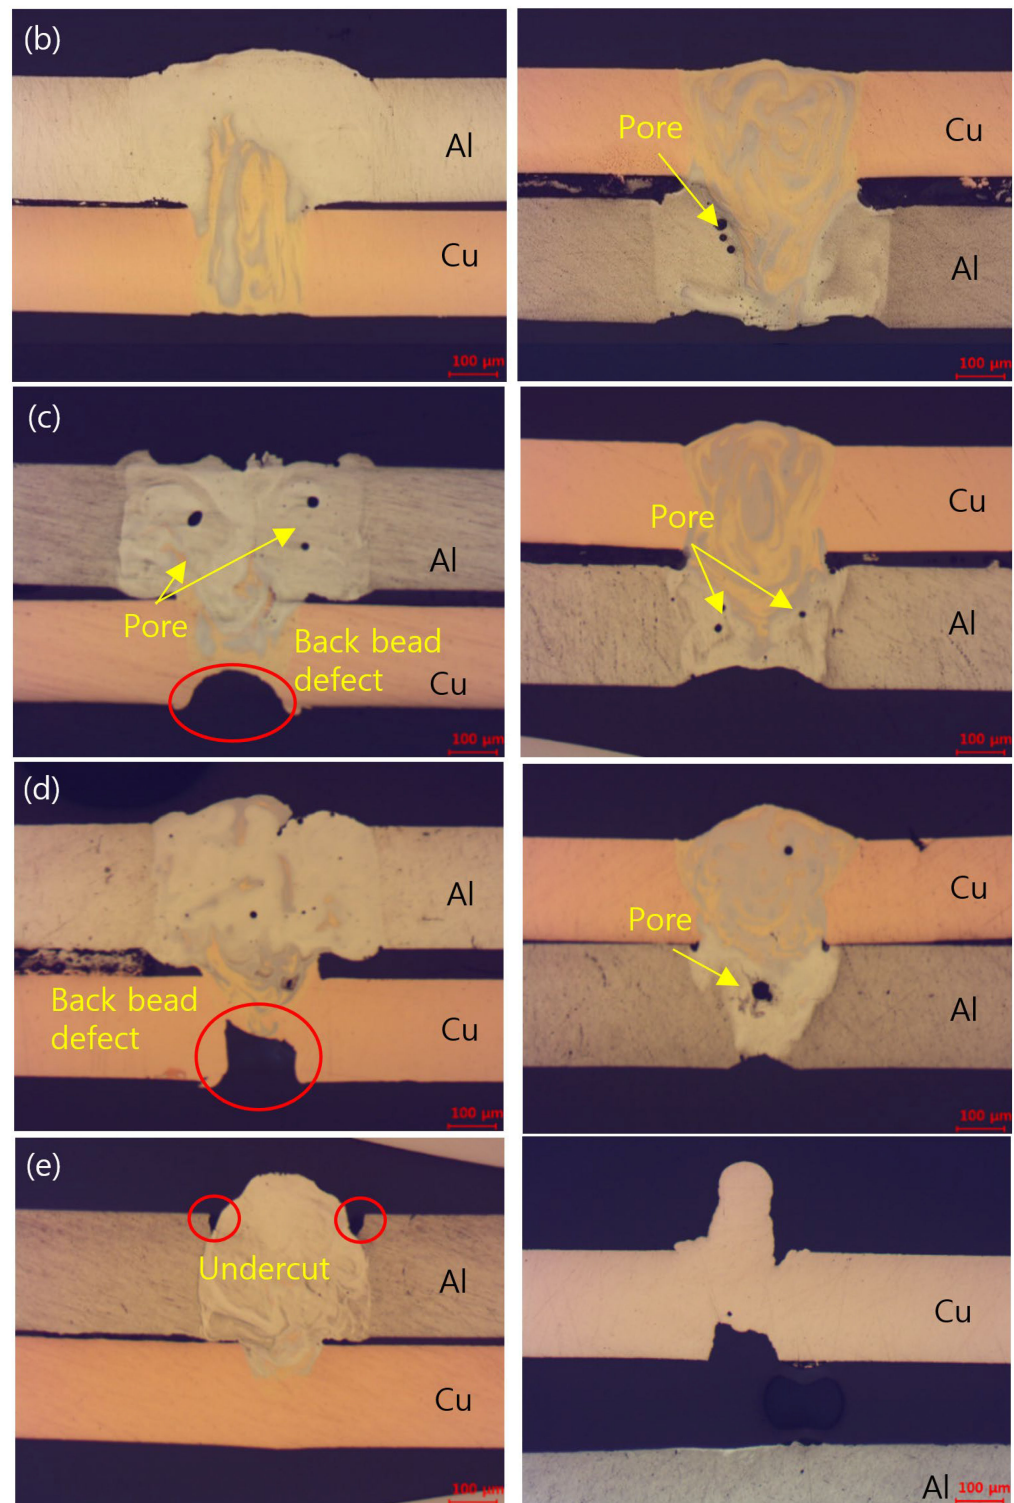 (b)
Al
Cu
100 μm
Pore
Cu
Al
100 μm
(c)
Pore
Al
Back bead
defect
Cu
100 μm
Pore
Cu
Al
100 μm
(d)
Al
Back bead
defect
Cu
100 μm
Cu
Pore
Al
100 μm
(e)
Undercut
Al
Cu
100 μm
Cu
Al
100 μm